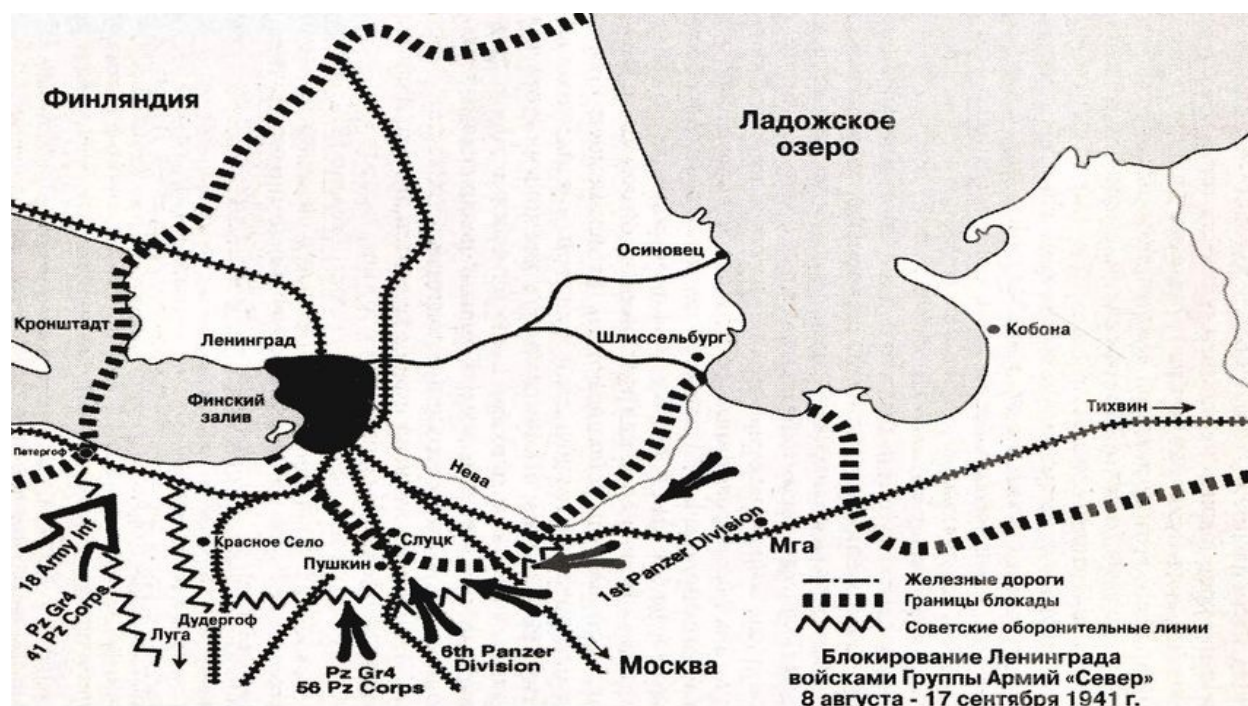 Финляндия
Ладожское
озеро
Осиновец
Кронштадт
Ленинград
Шлиссельбург
Кобона
Финский
залив
Тихвин
Петергоф
Нева
18 Army Inf
Pz Gr4
41 Pz Corps
Красное Село
Слуцк
Пушкин
1st Panzer Division
Мга
Дудергоф
Луга
Pz Gr4
56 Pz Corps
6th Panzer
Division
Москва
Железные дороги
Границы блокады
Советские оборонительные линии
Блокирование Ленинграда
войсками Группы Армий «Север»
8 августа - 17 сентября 1941 г.